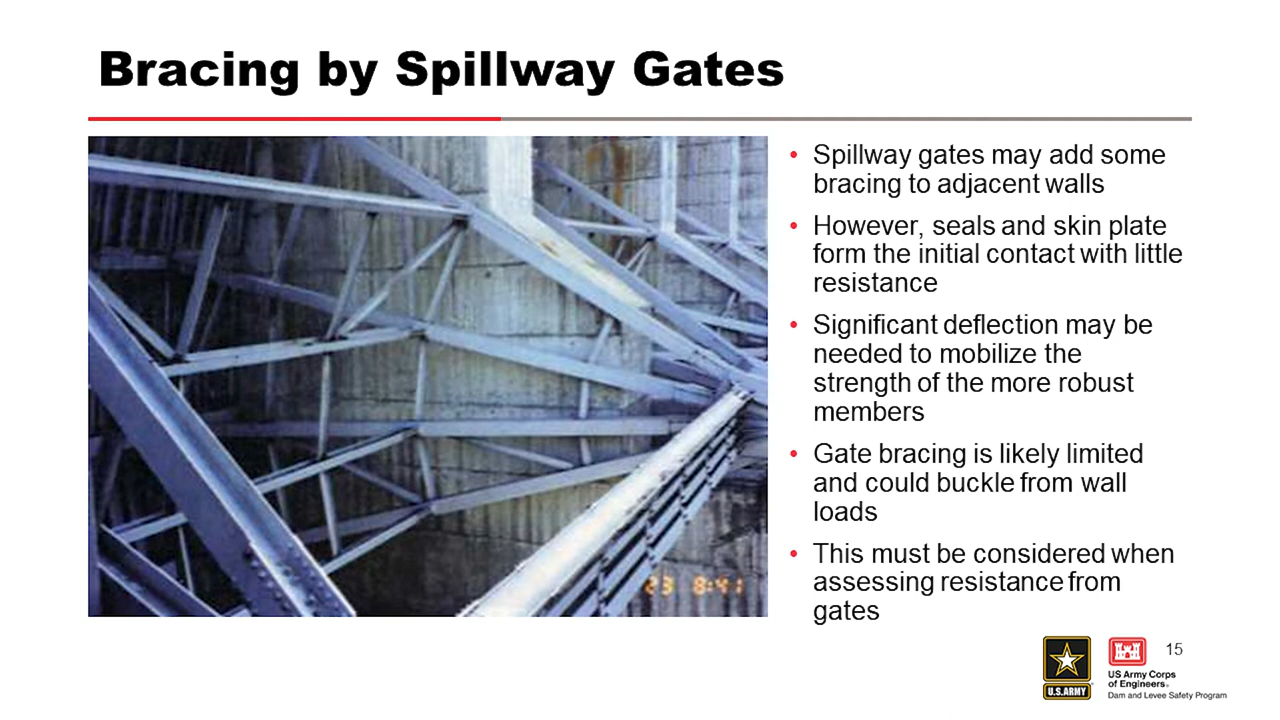 Bracing by Spillway Gates
• Spillway gates may add some
bracing to adjacent walls
• However, seals and skin plate
form the initial contact with little
resistance
• Significant deflection may be
needed to mobilize the
strength of the more robust
members
• Gate bracing is likely limited
and could buckle from wall
loads
• This must be considered when
assessing resistance from
gates
23 8:41
15
U.S.ARMY
US Army Corps
of Engineers®
Dam and Levee Safety Program